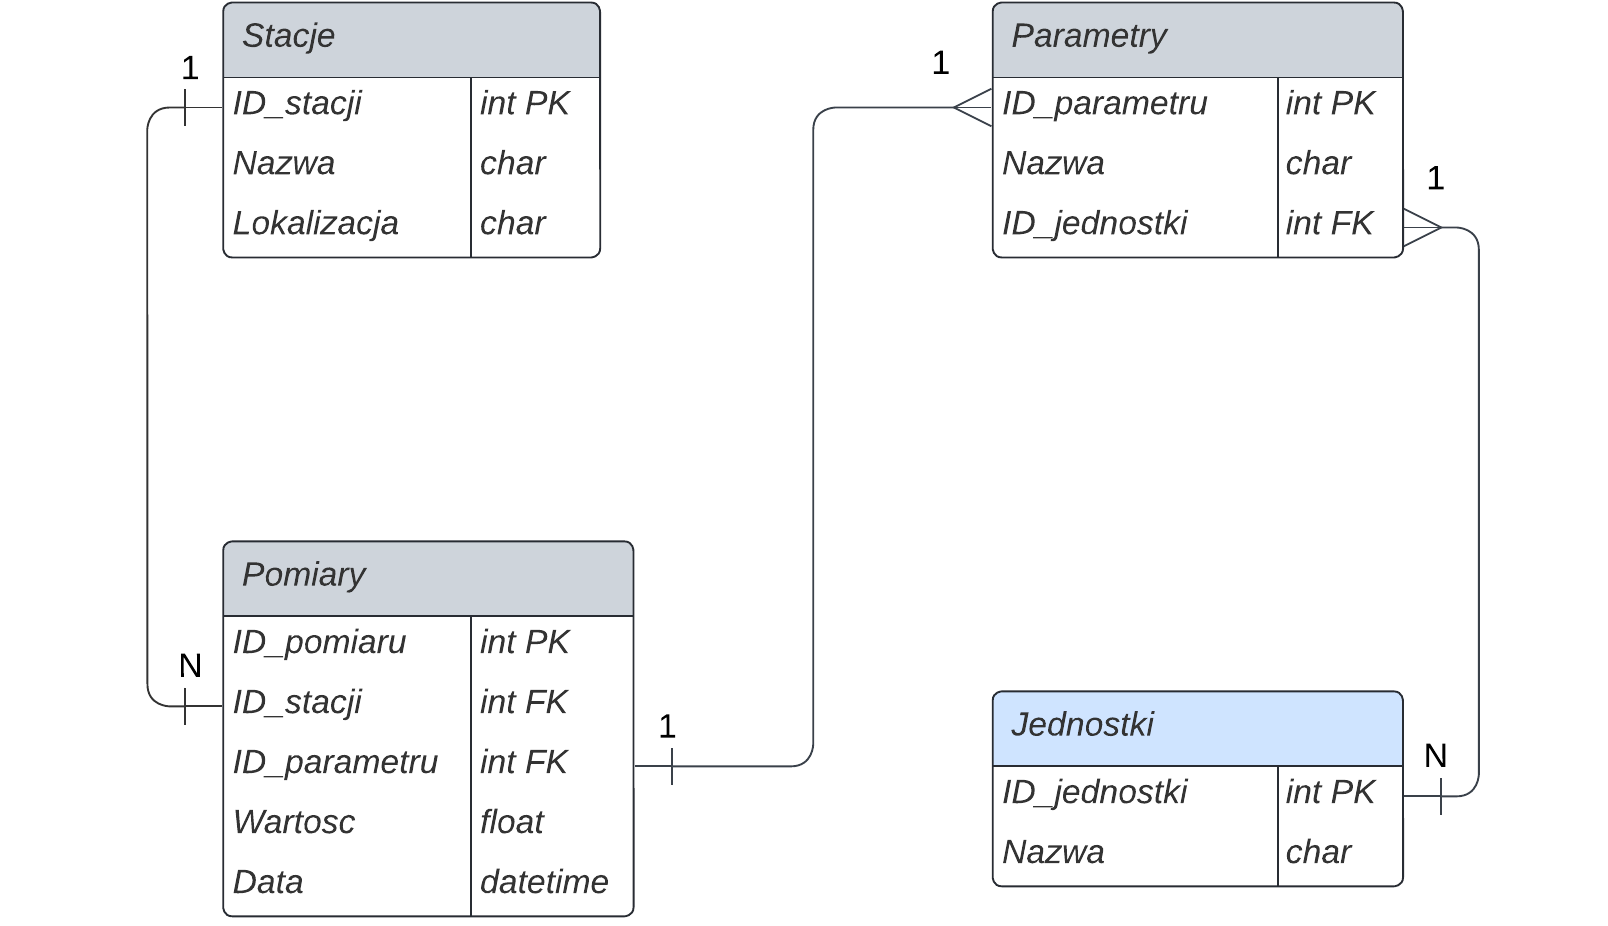 Stacje
1
ID_stacji int PK
Nazwa char
Lokalizacja char
Parametry
1
ID_parametru int PK
Nazwa char
1
ID_jednostki int FK
Pomiary
ID_pomiaru int PK
N
ID_stacji int FK
1
ID_parametru int FK
Wartosc float
Data datetime
Jednostki
N
ID_jednostki int PK
Nazwa char